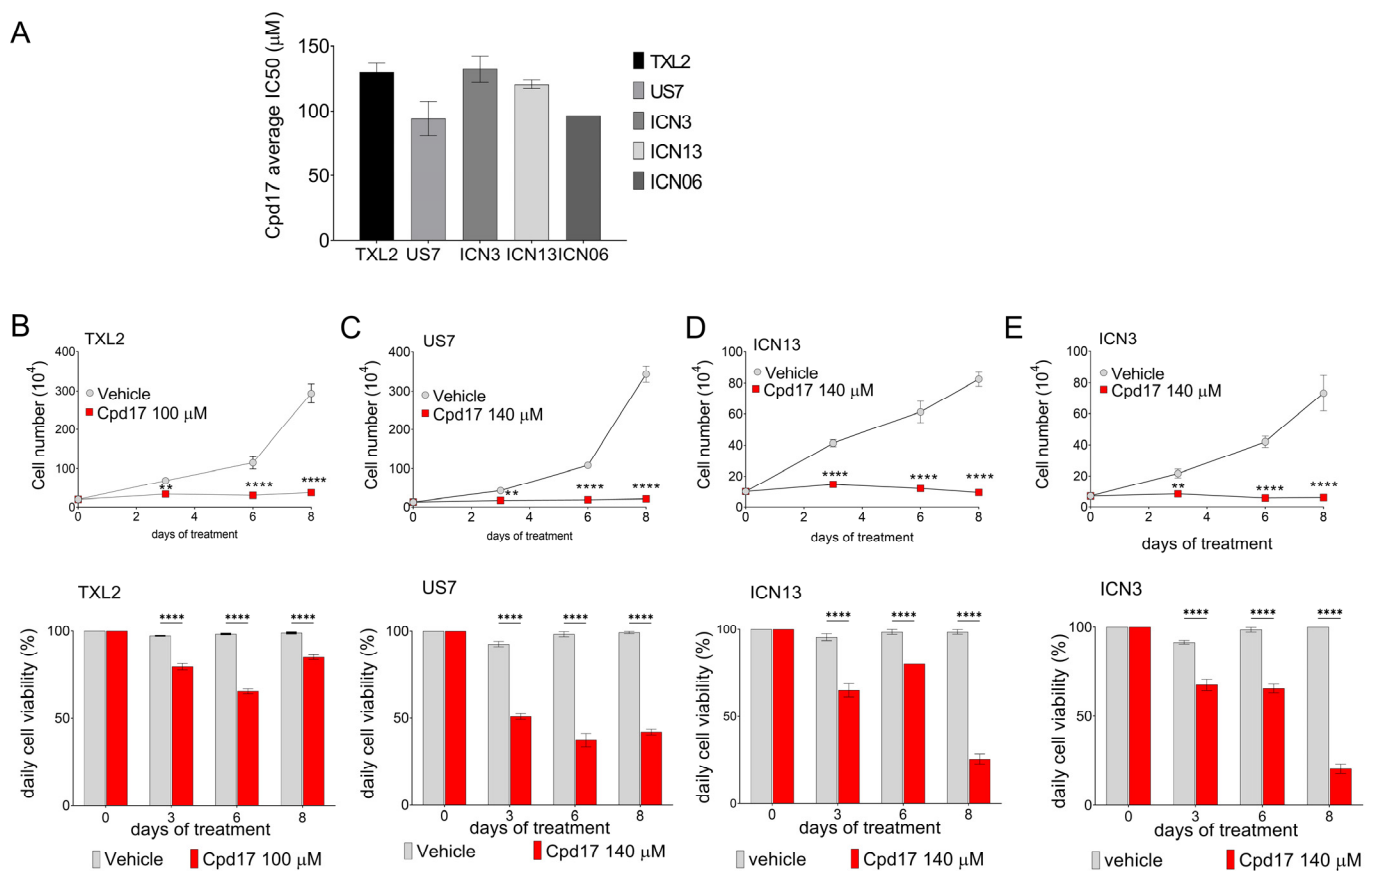 A
Cpd17 average IC50 (μM)
150
100
50
0
TXL2 US7 ICN3 ICN13 ICN06
TXL2
US7
ICN3
ICN13
ICN06
B
TXL2
Cell number (10⁴)
400
300
200
100
0
Vehicle
Cpd17 100 μM
** **** ****
0 2 4 6 8
days of treatment
C
US7
Cell number (10⁴)
400
300
200
100
0
Vehicle
Cpd17 140 μM
** **** ****
0 2 4 6 8
days of treatment
D
ICN13
Cell number (10⁴)
100
80
60
40
20
0
Vehicle
Cpd17 140 μM
**** **** ****
0 2 4 6 8
days of treatment
E
ICN3
Cell number (10⁴)
100
80
60
40
20
0
Vehicle
Cpd17 140 μM
** **** ****
0 2 4 6 8
days of treatment
TXL2
daily cell viability (%)
100
50
0
**** **** ****
0 3 6 8
days of treatment
Vehicle Cpd17 100 μM
US7
daily cell viability (%)
100
50
0
**** **** ****
0 3 6 8
days of treatment
Vehicle Cpd17 140 μM
ICN13
daily cell viability (%)
100
50
0
**** **** ****
0 3 6 8
days of treatment
vehicle Cpd17 140 μM
ICN3
daily cell viability (%)
100
50
0
**** **** ****
0 3 6 8
days of treatment
vehicle Cpd17 140 μM